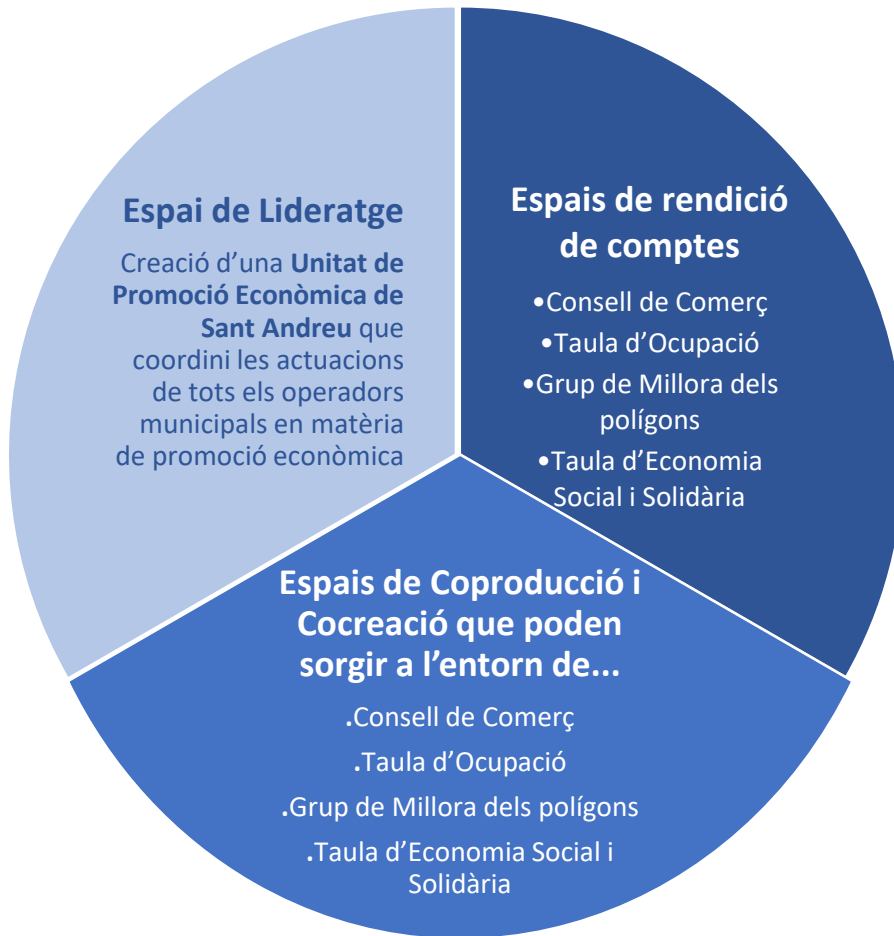 Espai de Lideratge
Creació d’una Unitat de
Promoció Econòmica de
Sant Andreu que
coordini les actuacions
de tots els operadors
municipals en matèria
de promoció econòmica
Espais de rendició
de comptes
•Consell de Comerç
•Taula d’Ocupació
•Grup de Millora dels
polígons
•Taula d’Economia
Social i Solidària
Espais de Coproducció i
Cocreació que poden
sorgir a l’entorn de...
.Consell de Comerç
.Taula d’Ocupació
.Grup de Millora dels polígons
.Taula d’Economia Social i
Solidària